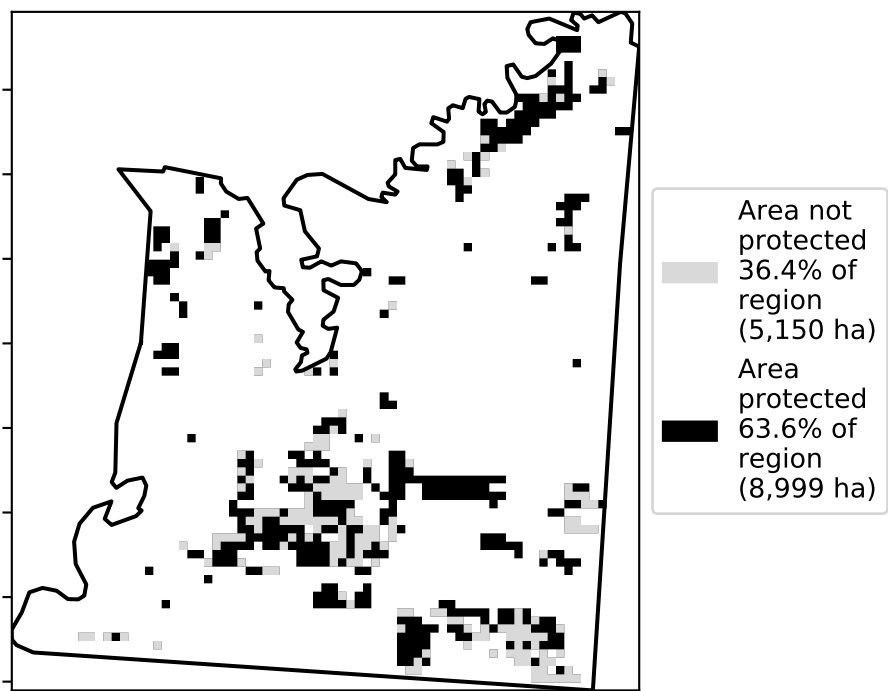 Area not
protected
36.4% of
region
(5,150 ha)
Area
protected
63.6% of
region
(8,999 ha)